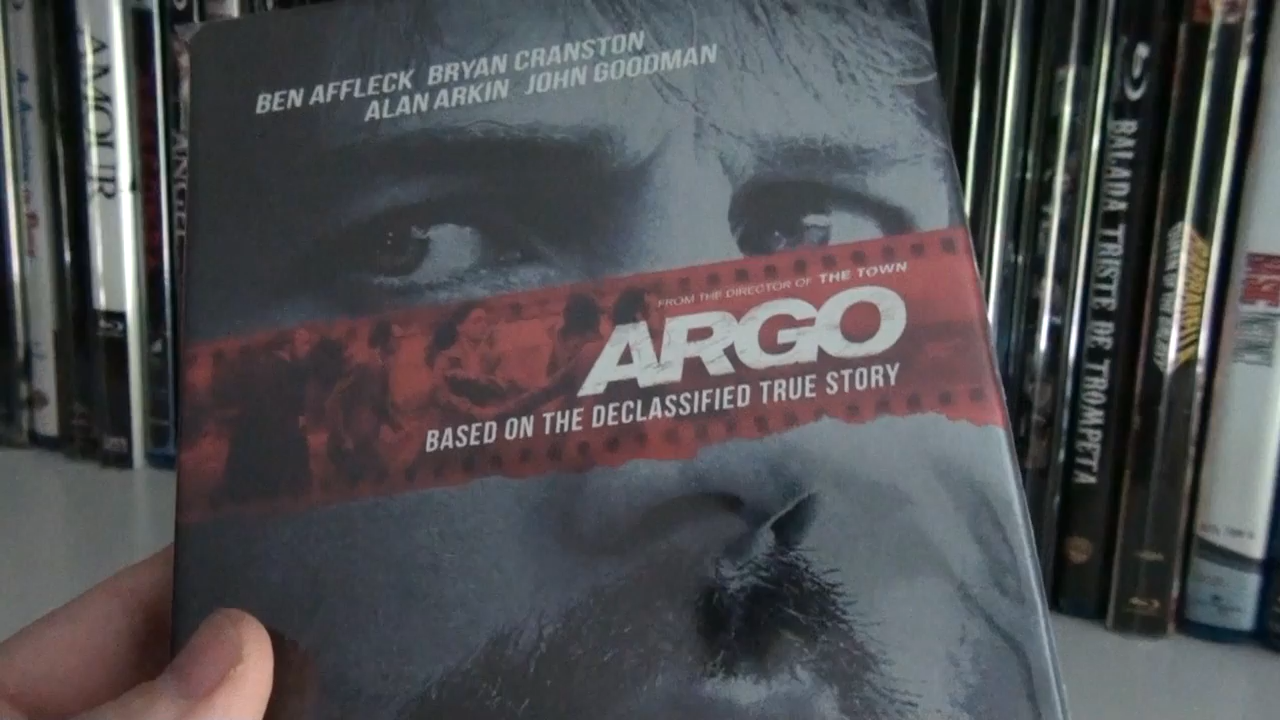 BEN AFFLECK BRYAN CRANSTON
ALAN ARKIN JOHN GOODMAN
FROM THE DIRECTOR OF THE TOWN
ARGO
BASED ON THE DECLASSIFIED TRUE STORY
AMOUR
BALADA TRISTE DE TROMPETA